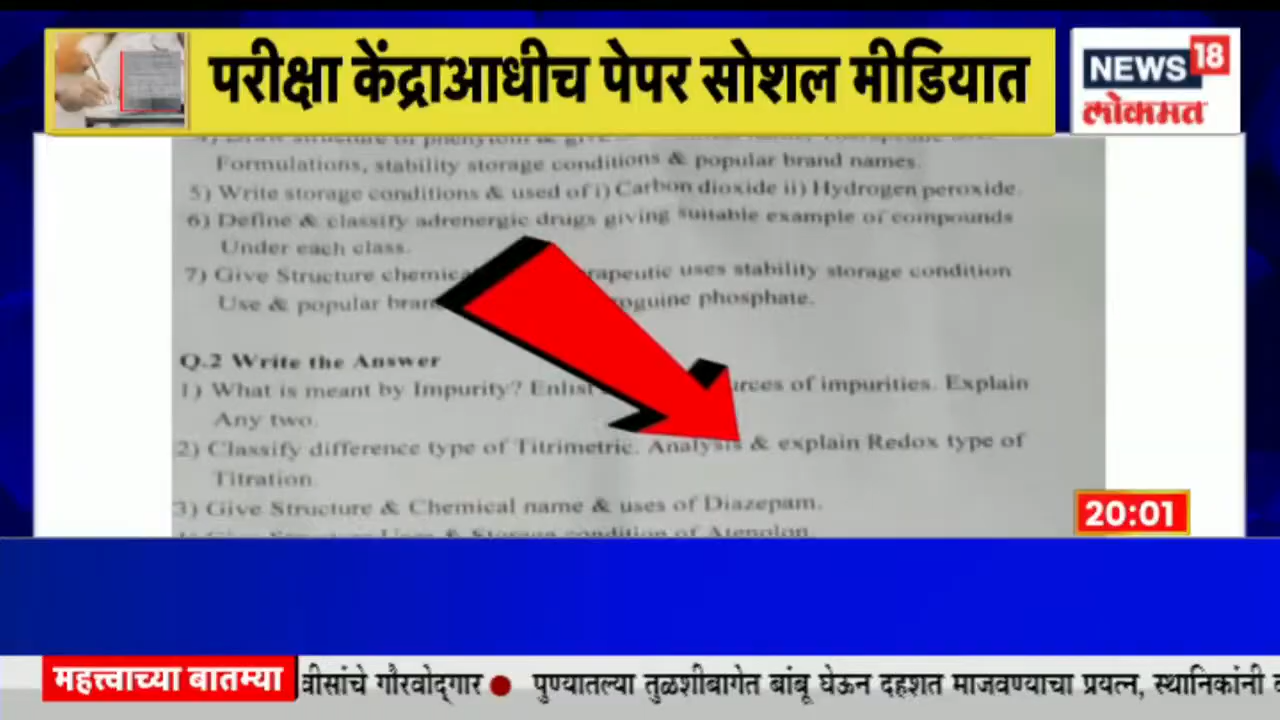 परीक्षा केंद्राआधीच पेपर सोशल मीडियात
NEWS 18
लोकमत
Formulations, stability storage conditions & popular brand names.
5) Write storage conditions & used of i) Carbon dioxide ii) Hydrogen peroxide.
6) Define & classify adrenergic drugs giving suitable example of compounds
Under each class.
7) Give Structure uses stability storage condition
Use & popular phosphate.
Q.2 Write the Answer
1) What is meant by Impurity? of impurities. Explain
Any two.
2) Classify difference type of Titrimetric. Analysis & explain Redox type of
Titration.
3) Give Structure & Chemical name & uses of Diazepam.
20:01
महत्त्वाच्या बातम्या
गौरवोद्गार ● पुण्यातल्या तुळशीबागेत बांबू घेऊन दहशत माजवण्याचा प्रयत्न, स्थानिकांनी